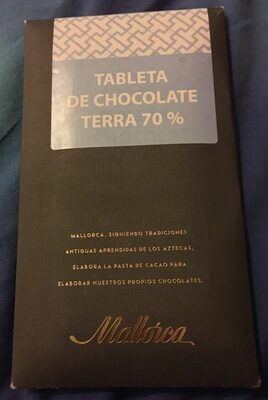 TABLETA
DE CHOCOLATE
TERRA 70 %
MALLORCA, SIGUIENDO TRADICIONES
ANTIGUAS APRENDIDAS DE LOS AZTECAS,
ELABORA LA PASTA DE CACAO PARA
ELABORAR NUESTROS PROPIOS CHOCOLATES.
Mallorca